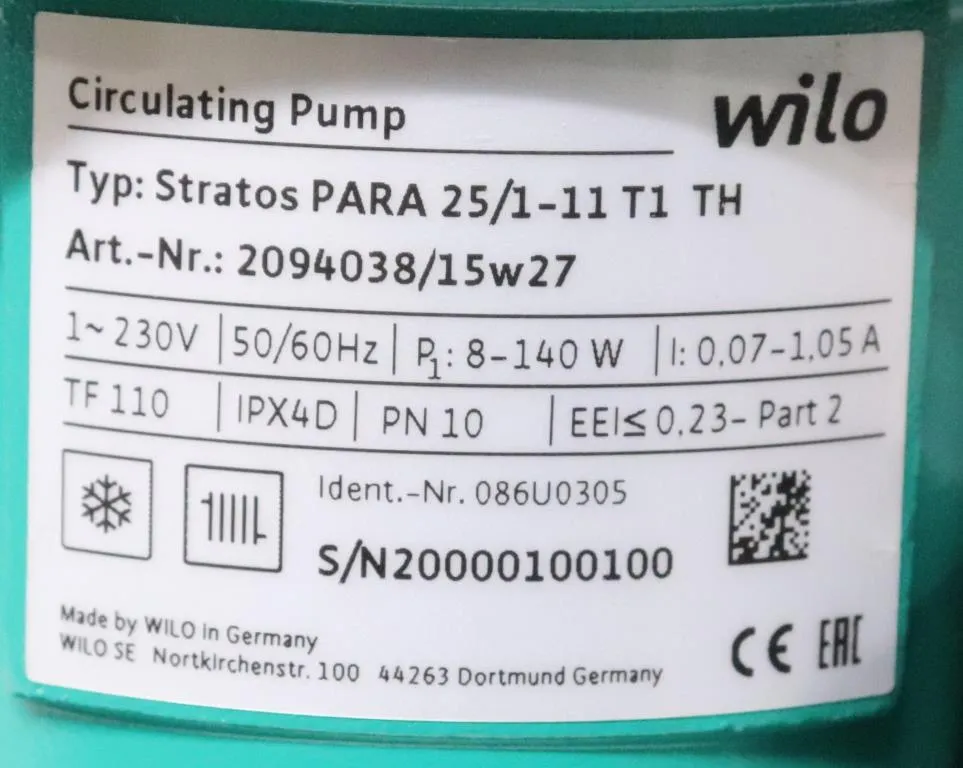 Circulating Pump
wilo
Typ: Stratos PARA 25/1-11 T1 TH
Art.-Nr.: 2094038/15w27
1~ 230V 50/60Hz P1: 8-140 W I: 0,07-1,05 A
TF 110 IPX4D PN 10 EEI≤ 0,23- Part 2
Ident.-Nr. 086U0305
S/N20000100100
Made by WILO in Germany
WILO SE Nortkirchenstr. 100 44263 Dortmund Germany
CE EAC